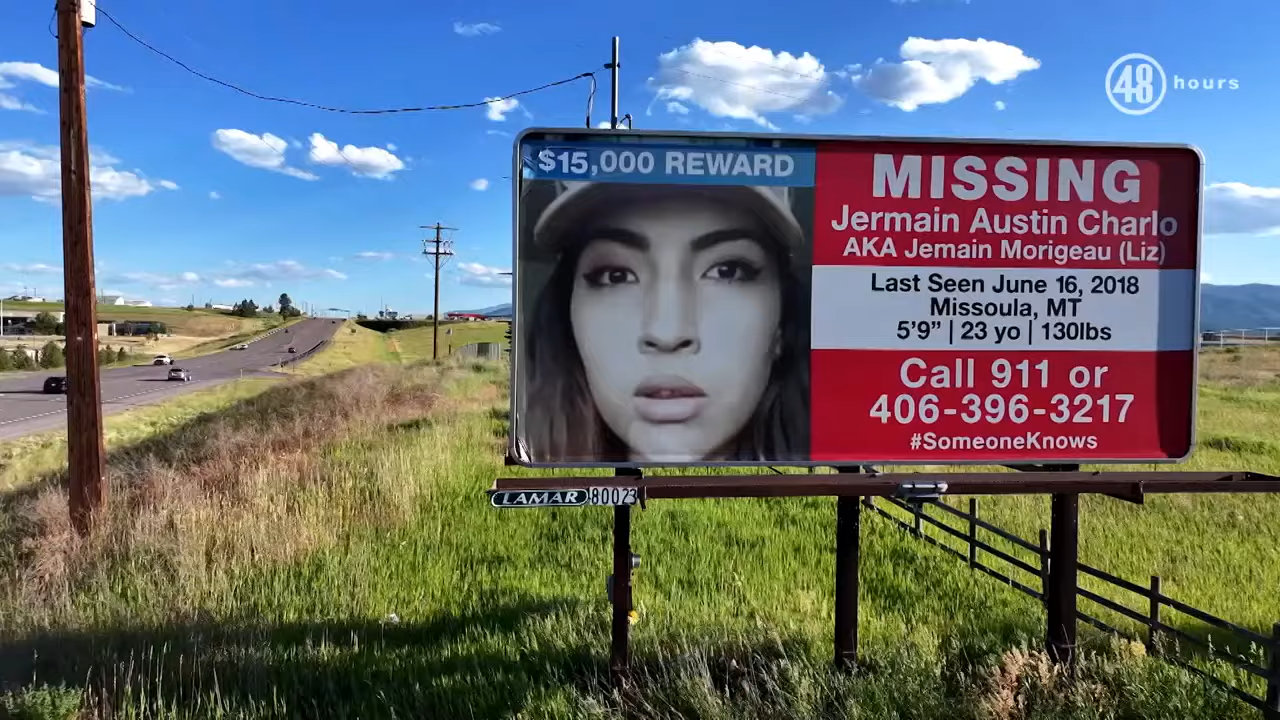 48 hours
$15,000 REWARD
MISSING
Jermain Austin Charlo
AKA Jemain Morigeau (Liz)
Last Seen June 16, 2018
Missoula, MT
5'9" | 23 yo | 130lbs
Call 911 or
406-396-3217
#SomeoneKnows
LAMAR 80023